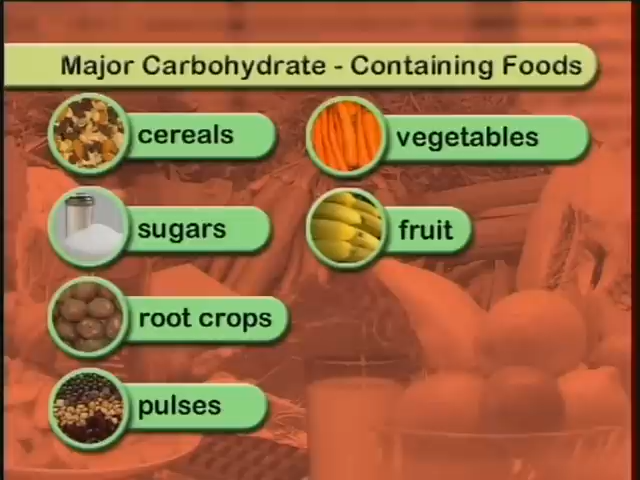 Major Carbohydrate - Containing Foods
cereals
sugars
root crops
pulses
vegetables
fruit